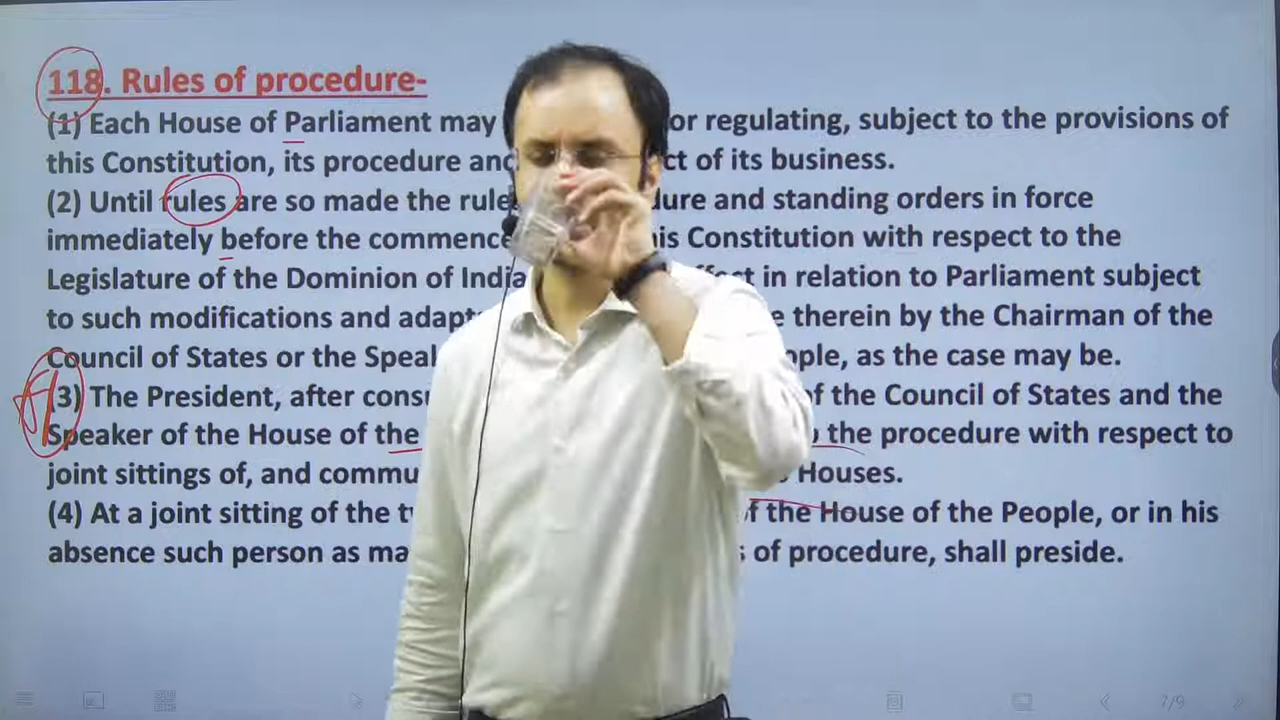 118. Rules of procedure-
(1) Each House of Parliament may or regulating, subject to the provisions of
this Constitution, its procedure and ct of its business.
(2) Until rules are so made the rule dure and standing orders in force
immediately before the commence is Constitution with respect to the
Legislature of the Dominion of India ct in relation to Parliament subject
to such modifications and adapt e therein by the Chairman of the
Council of States or the Speak ople, as the case may be.
(3) The President, after cons of the Council of States and the
Speaker of the House of the the procedure with respect to
joint sittings of, and commu Houses.
(4) At a joint sitting of the t of the House of the People, or in his
absence such person as ma s of procedure, shall preside.
7/9